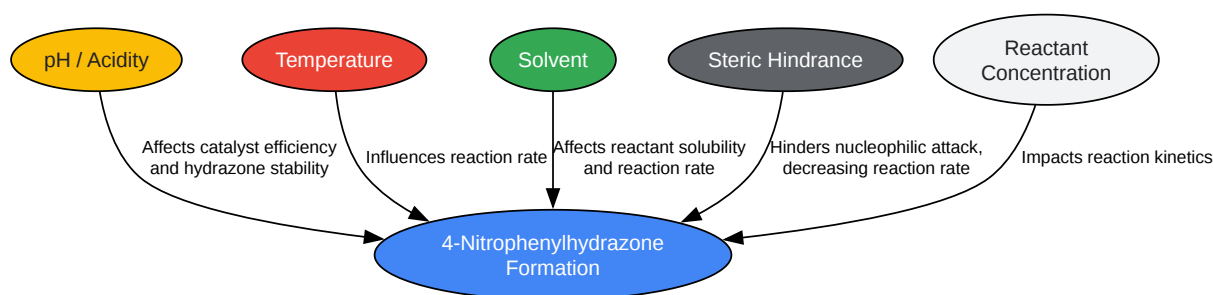 pH / Acidity
Temperature
Solvent
Steric Hindrance
Reactant
Concentration
Affects catalyst efficiency
and hydrazone stability
Influences reaction rate
Affects reactant solubility
and reaction rate
Hinders nucleophilic attack,
decreasing reaction rate
Impacts reaction kinetics
4-Nitrophenylhydrazone
Formation